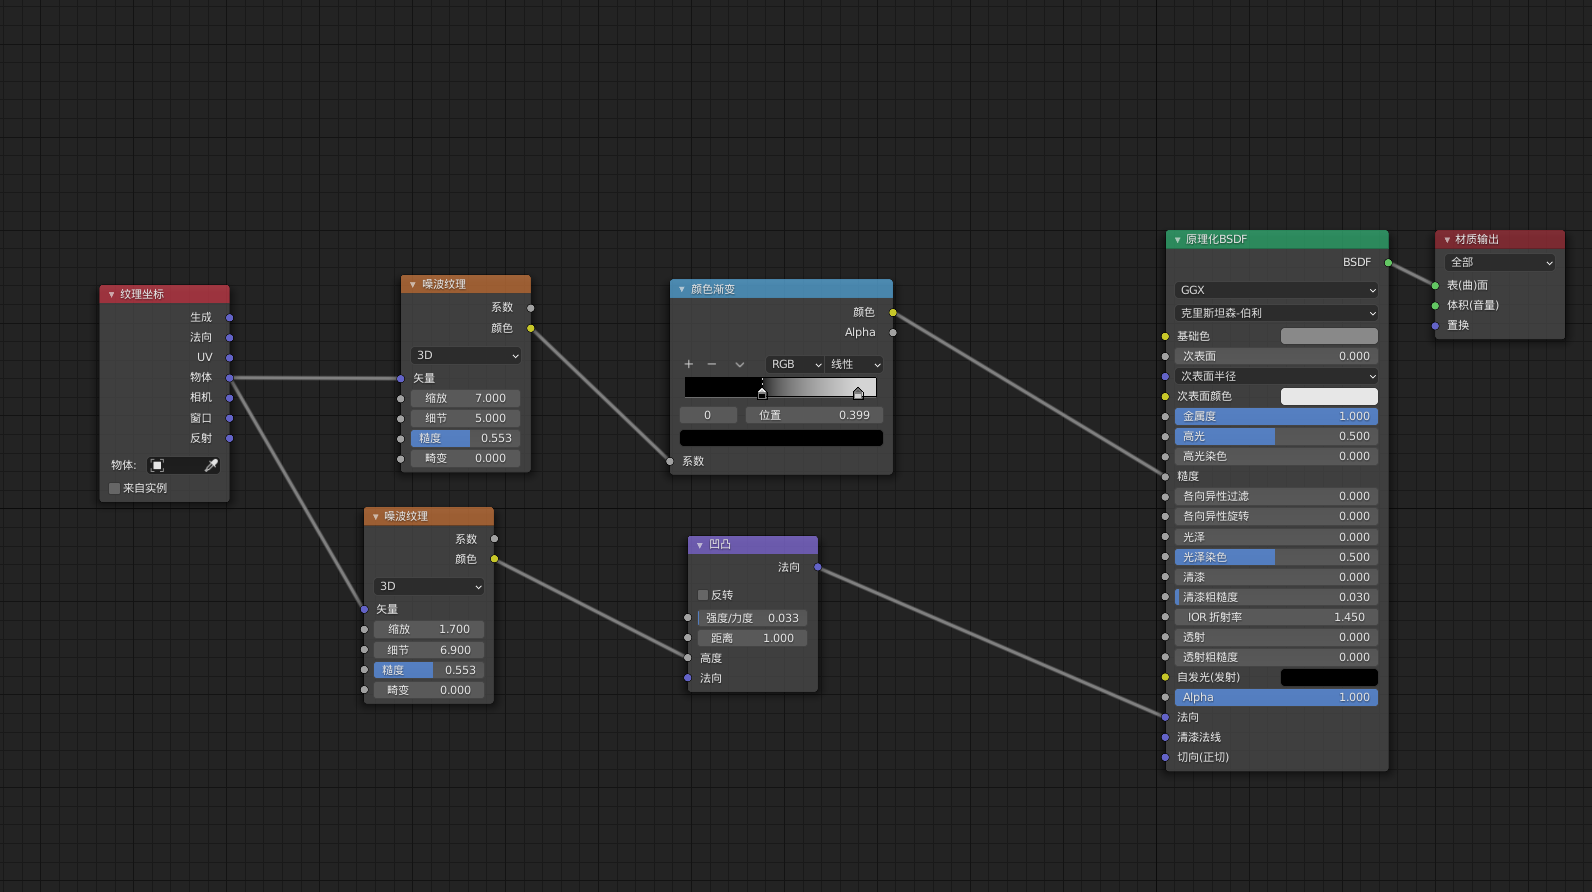 纹理坐标
生成
法向
UV
物体
相机
窗口
反射
物体:
来自实例
噪波纹理
系数
颜色
3D
矢量
缩放 7.000
细节 5.000
糙度 0.553
畸变 0.000
噪波纹理
系数
颜色
3D
矢量
缩放 1.700
细节 6.900
糙度 0.553
畸变 0.000
颜色渐变
颜色
Alpha
RGB 线性
0 位置 0.399
系数
凹凸
法向
反转
强度/力度 0.033
距离 1.000
高度
法向
原理化BSDF
BSDF
GGX
克里斯坦森-伯利
基础色
次表面 0.000
次表面半径
次表面颜色
金属度 1.000
高光 0.500
高光染色 0.000
糙度
各向异性过滤 0.000
各向异性旋转 0.000
光泽 0.000
光泽染色 0.500
清漆 0.000
清漆粗糙度 0.030
IOR 折射率 1.450
透射 0.000
透射粗糙度 0.000
自发光(发射)
Alpha 1.000
法向
清漆法线
切向(正切)
材质输出
全部
表(曲)面
体积(音量)
置换